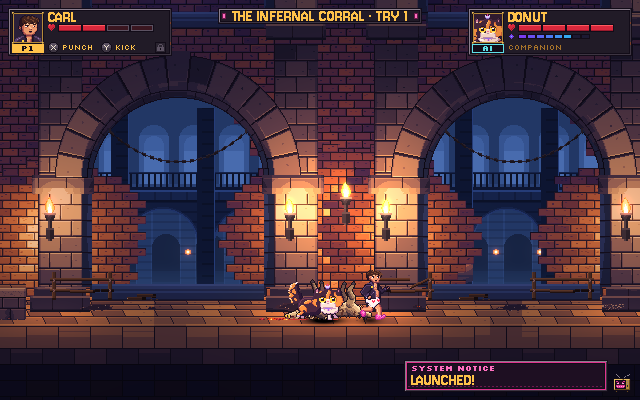 CARL
P1
X PUNCH Y KICK
THE INFERNAL CORRAL · TRY 1
DONUT
AI
COMPANION
SYSTEM NOTICE
LAUNCHED!